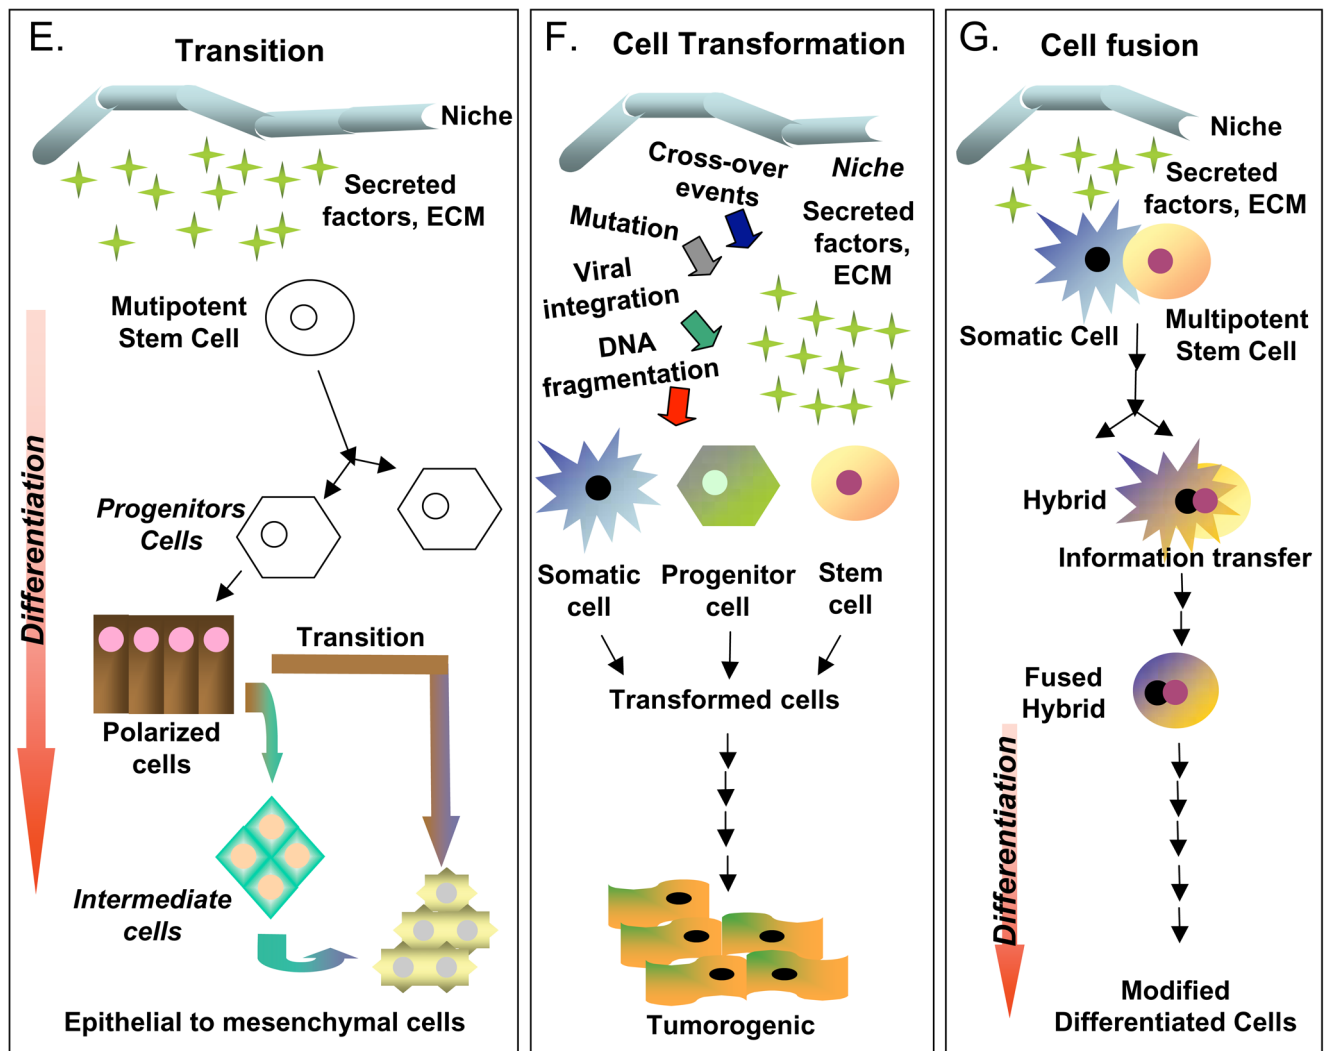 E.
Transition
Niche
Secreted
factors, ECM
Mutipotent
Stem Cell
Differentiation
Progenitors
Cells
Transition
Polarized
cells
Intermediate
cells
Epithelial to mesenchymal cells
F.
Cell Transformation
Cross-over
events
Niche
Mutation
Secreted
factors,
ECM
Viral
integration
DNA
fragmentation
Somatic
cell
Progenitor
cell
Stem
cell
Transformed cells
Tumorogenic
G.
Cell fusion
Niche
Secreted
factors, ECM
Somatic Cell
Multipotent
Stem Cell
Hybrid
Information transfer
Fused
Hybrid
Differentiation
Modified
Differentiated Cells